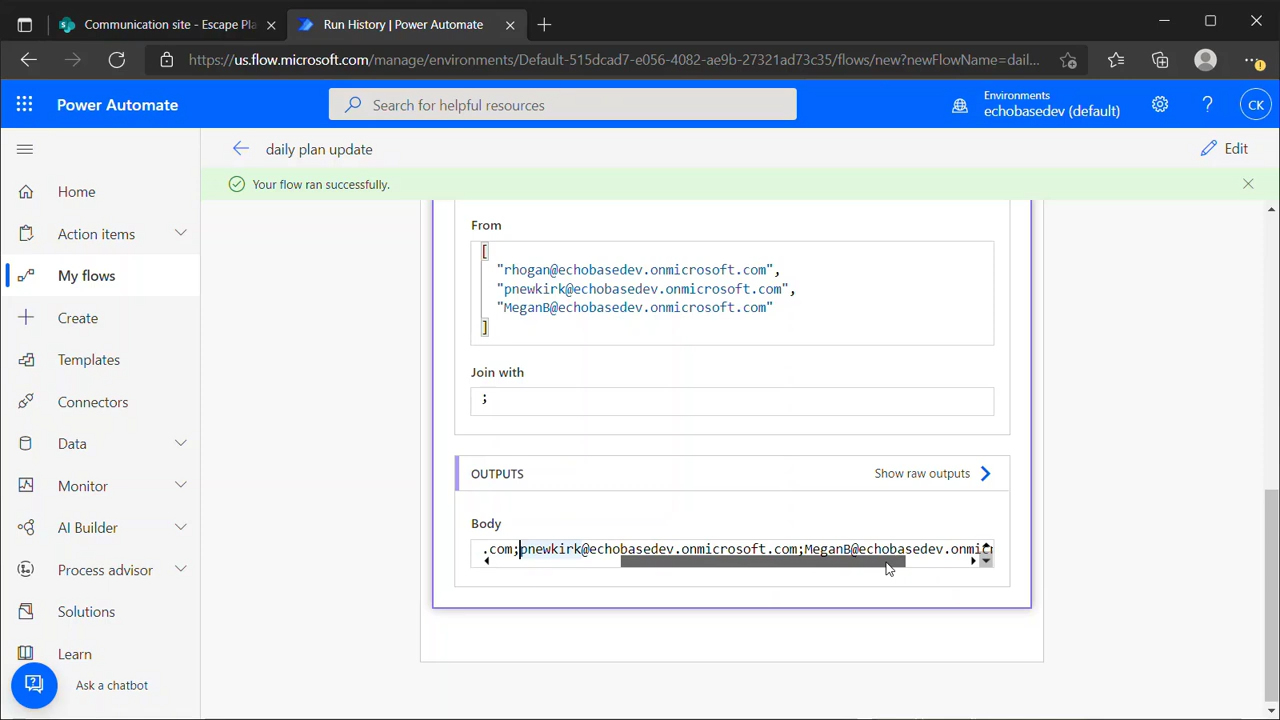 Communication site - Escape Pla
Run History | Power Automate
https://us.flow.microsoft.com/manage/environments/Default-515dcad7-e056-4082-ae9b-27321ad73c35/flows/new?newFlowName=dail...
Power Automate
Search for helpful resources
Environments
echobasedev (default)
CK
daily plan update
Edit
Your flow ran successfully.
Home
Action items
My flows
Create
Templates
Connectors
Data
Monitor
AI Builder
Process advisor
Solutions
Learn
Ask a chatbot
From
[
"rhogan@echobasedev.onmicrosoft.com",
"pnewkirk@echobasedev.onmicrosoft.com",
"MeganB@echobasedev.onmicrosoft.com"
]
Join with
;
OUTPUTS
Show raw outputs
Body
.com;pnewkirk@echobasedev.onmicrosoft.com;MeganB@echobasedev.onmicr